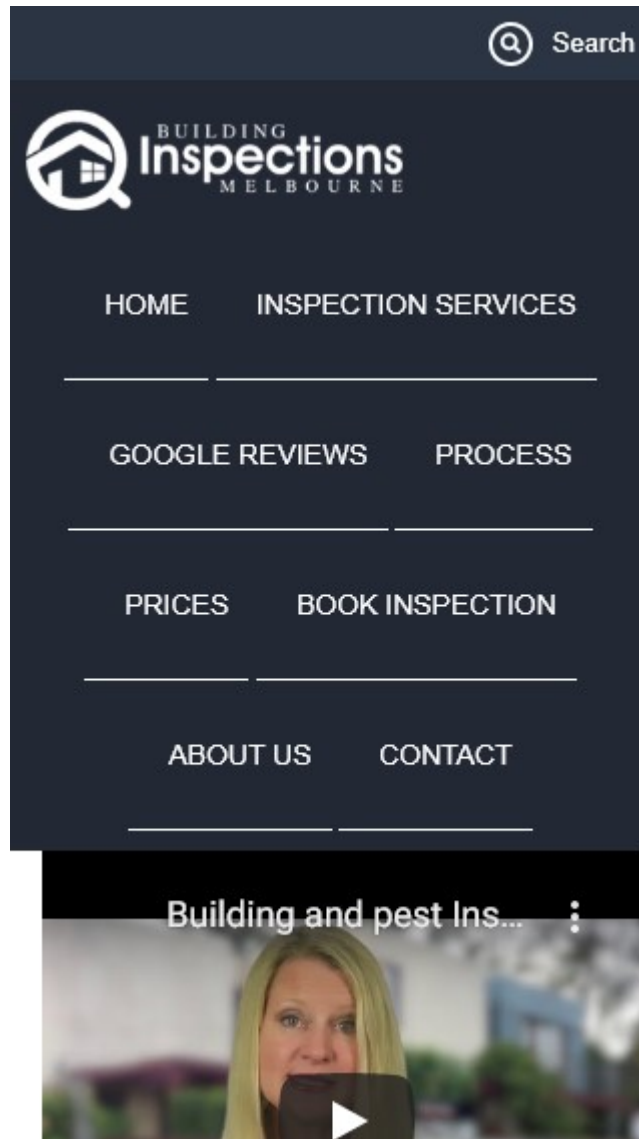 Search
BUILDING
Inspections
MELBOURNE
HOME INSPECTION SERVICES
GOOGLE REVIEWS PROCESS
PRICES BOOK INSPECTION
ABOUT US CONTACT
Building and pest Ins...